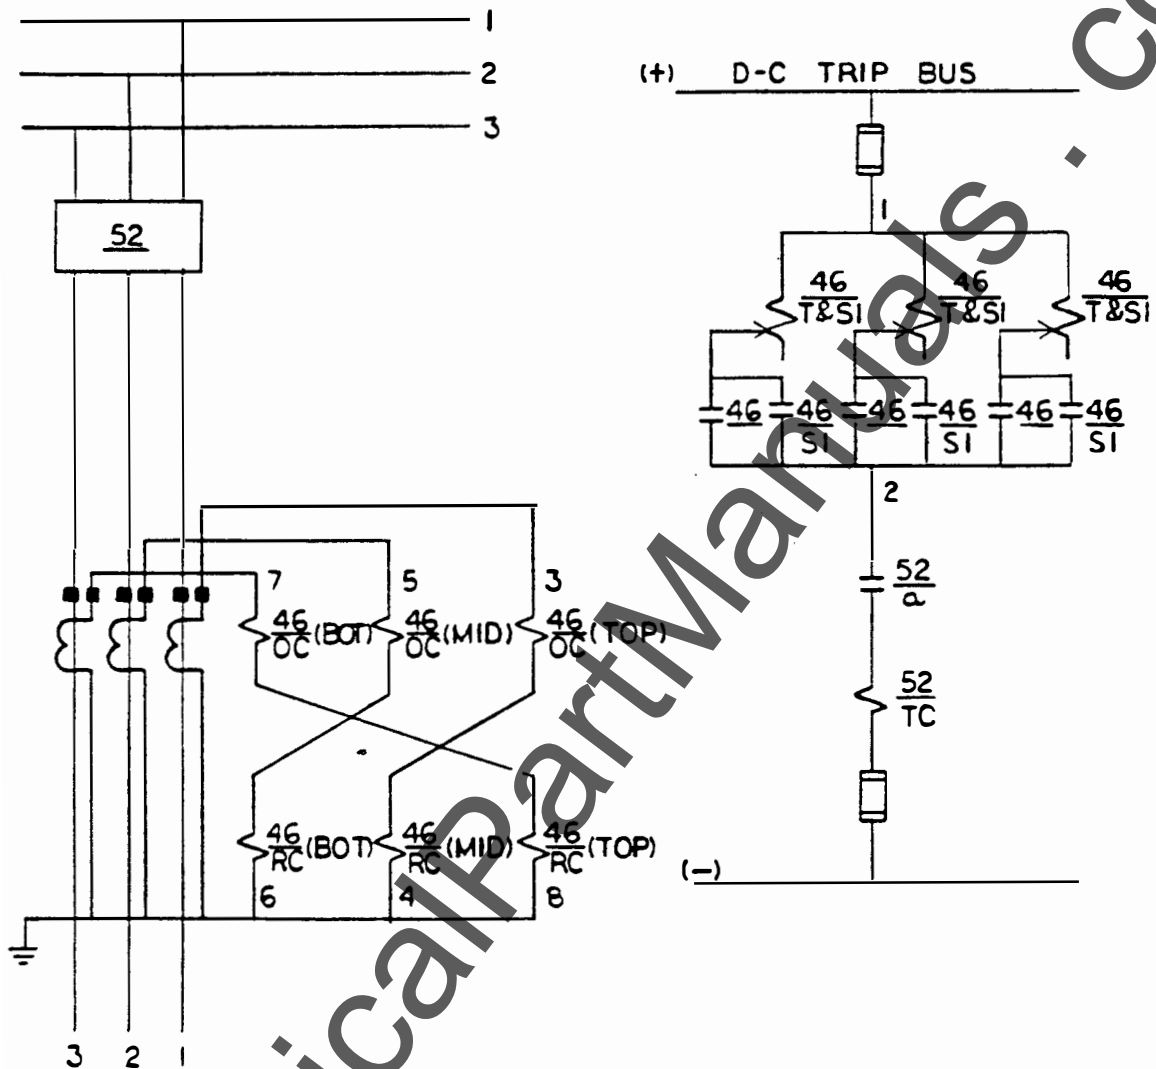 1
2
3
52
(+) D-C TRIP BUS
1
46
T&SI
46
T&SI
46
T&SI
46
46
SI
46
46
SI
46
46
SI
2
52
a
52
TC
(-)
7
5
3
46
OC (BOT)
46
OC (MID)
46
OC (TOP)
46
RC (BOT)
46
RC (MID)
46
RC (TOP)
6
4
8
3
2
1
icalPartManuals . co